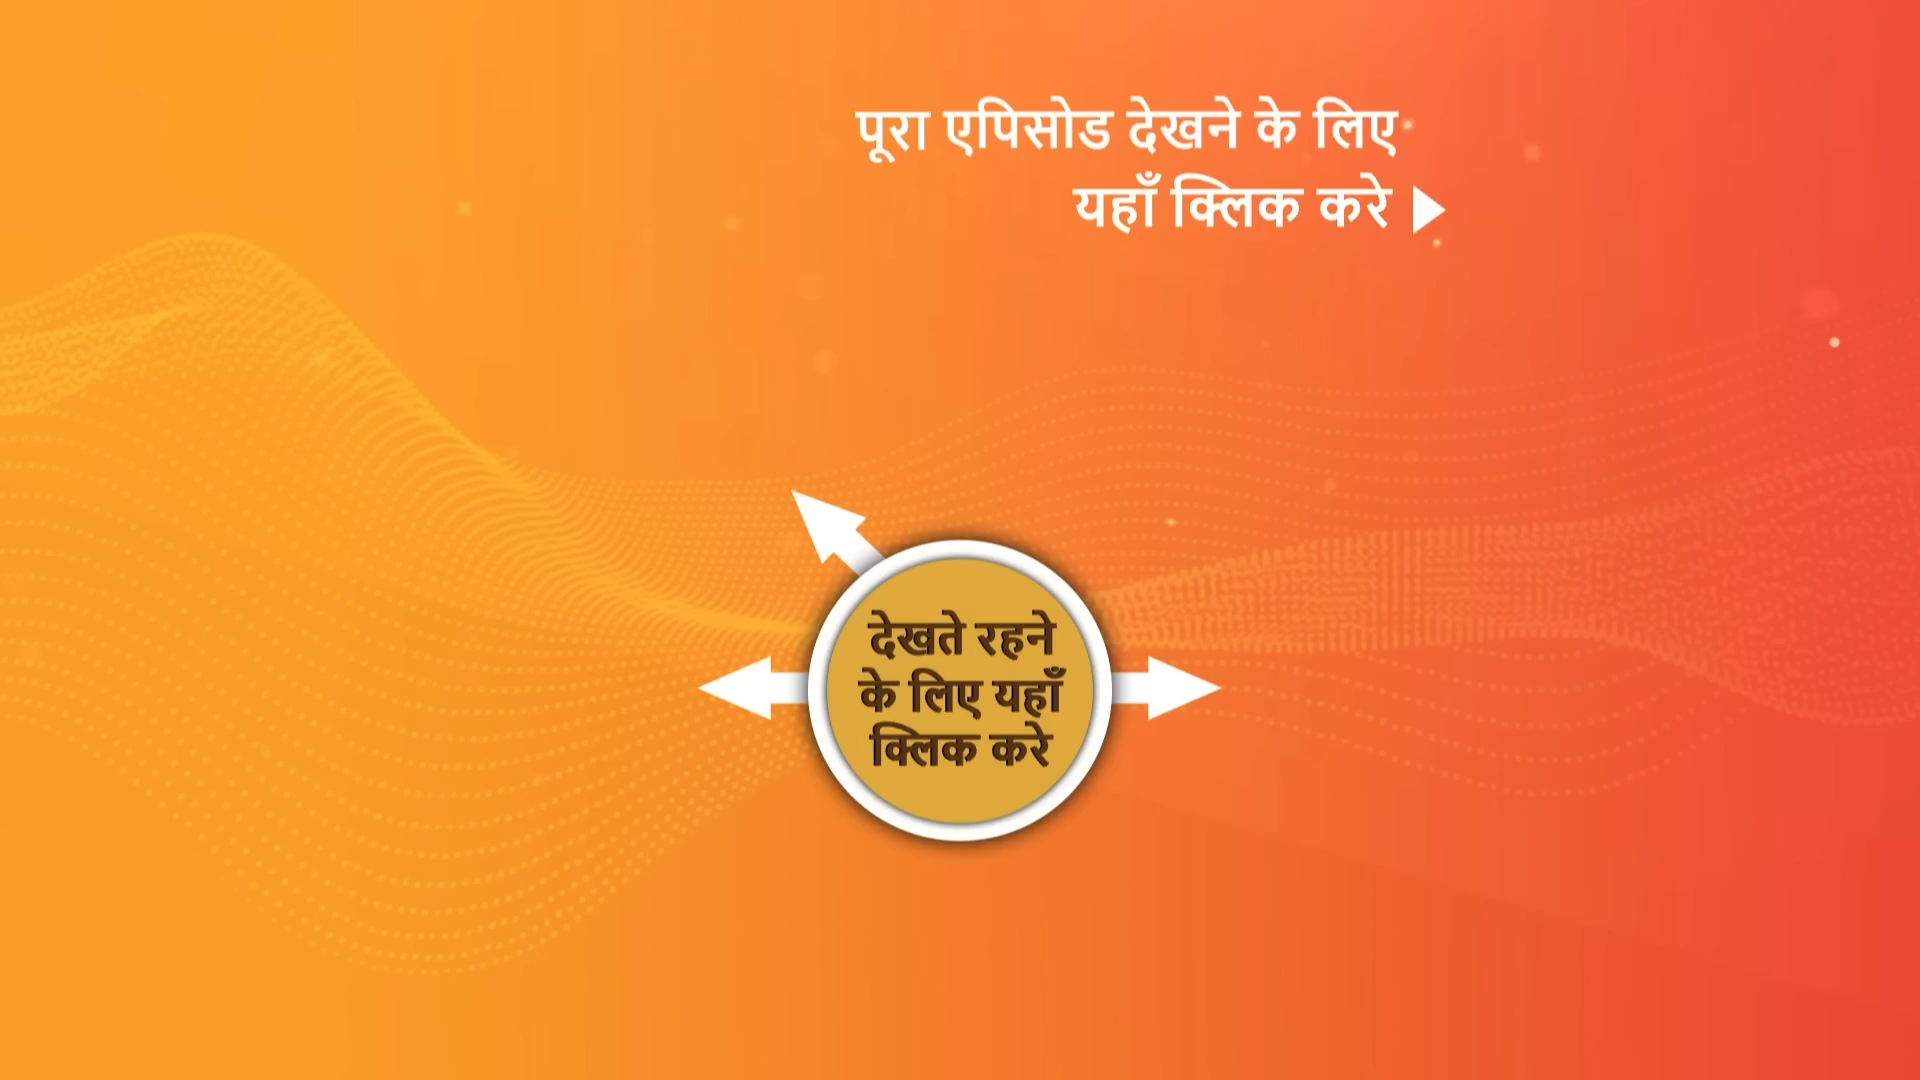 पूरा एपिसोड देखने के लिए
यहाँ क्लिक करे
देखते रहने
के लिए यहाँ
क्लिक करे